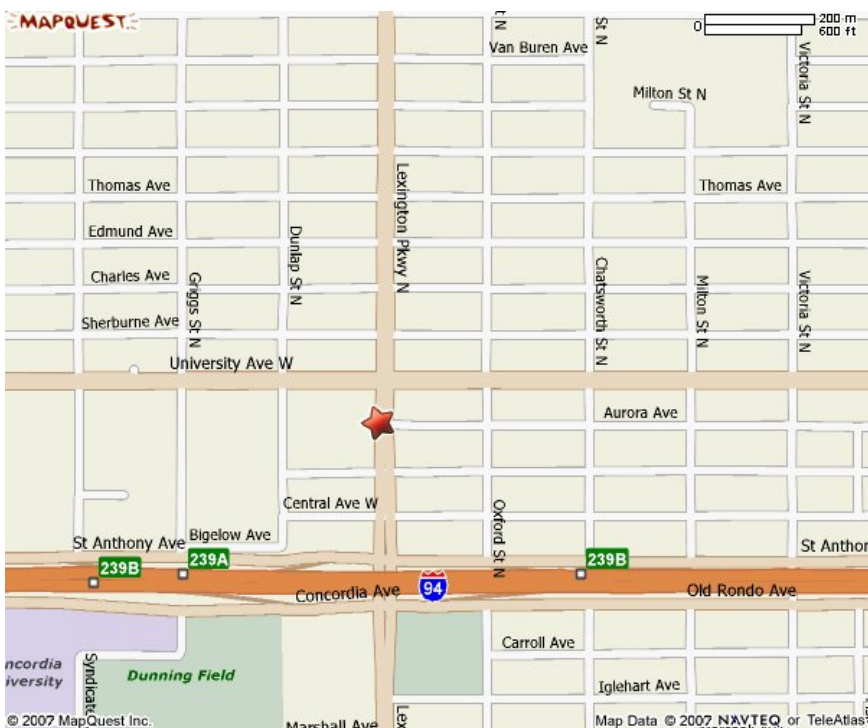 MAPQUEST
200 m
0
600 ft
t N
St N
Van Buren Ave
Victoria St N
Milton St N
Lexington Pkwy N
Thomas Ave
Thomas Ave
Edmund Ave
Dunlap St N
Charles Ave
Griggs St N
Chatsworth St N
Milton St N
Victoria St N
Sherburne Ave
University Ave W
Aurora Ave
Central Ave W
Oxford St N
Bigelow Ave
St Anthony Ave
St Anthon
239B
239A
239B
94
Concordia Ave
Old Rondo Ave
Carroll Ave
ncordia
iversity
Syndicate
Dunning Field
Iglehart Ave
Lex
Marshall Ave
© 2007 MapQuest Inc.
Map Data © 2007 NAVTEQ or TeleAtlas